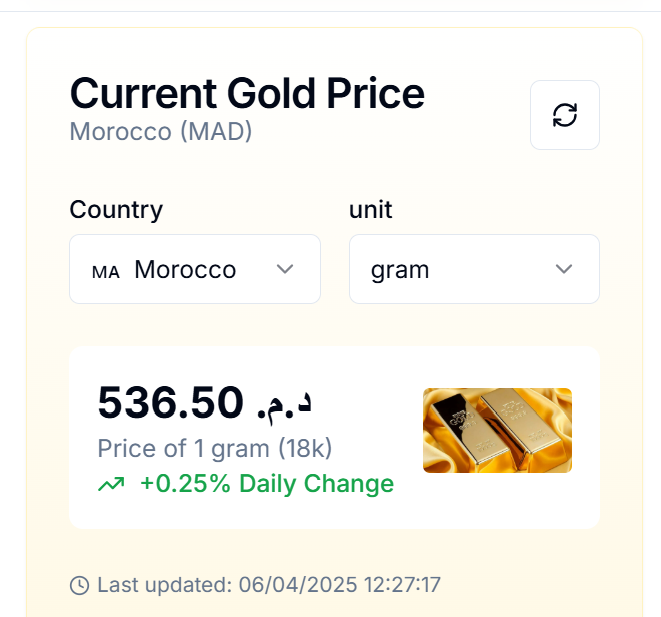 Current Gold Price
Morocco (MAD)
Country
unit
MA Morocco
gram
536.50 د.م.
Price of 1 gram (18k)
+0.25% Daily Change
Last updated: 06/04/2025 12:27:17